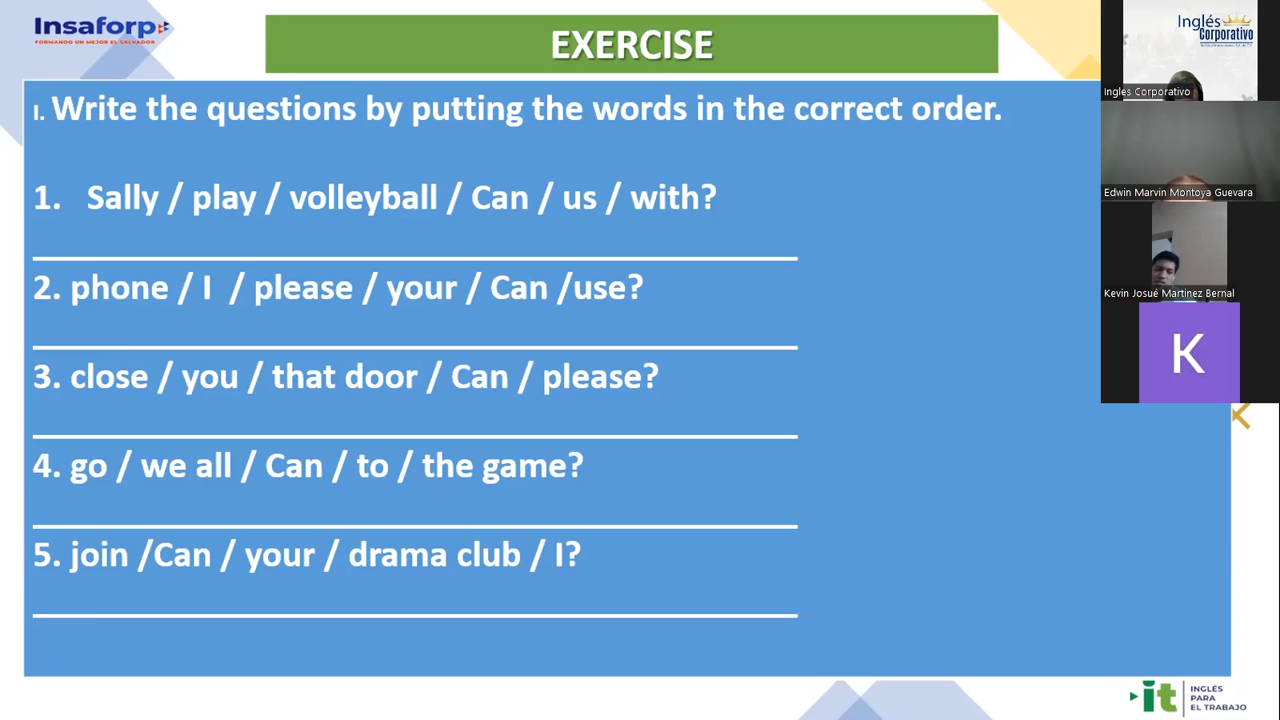 Insaforp
FORMANDO UN MEJOR EL SALVADOR
EXERCISE
I. Write the questions by putting the words in the correct order.
1. Sally / play / volleyball / Can / us / with?
2. phone / I / please / your / Can /use?
3. close / you / that door / Can / please?
4. go / we all / Can / to / the game?
5. join /Can / your / drama club / I?
Inglés
Corporativo
Ingles Corporativo
Edwin Marvin Montoya Guevara
Kevin Josué Martinez Bernal
K
it
INGLÉS
PARA
EL TRABAJO